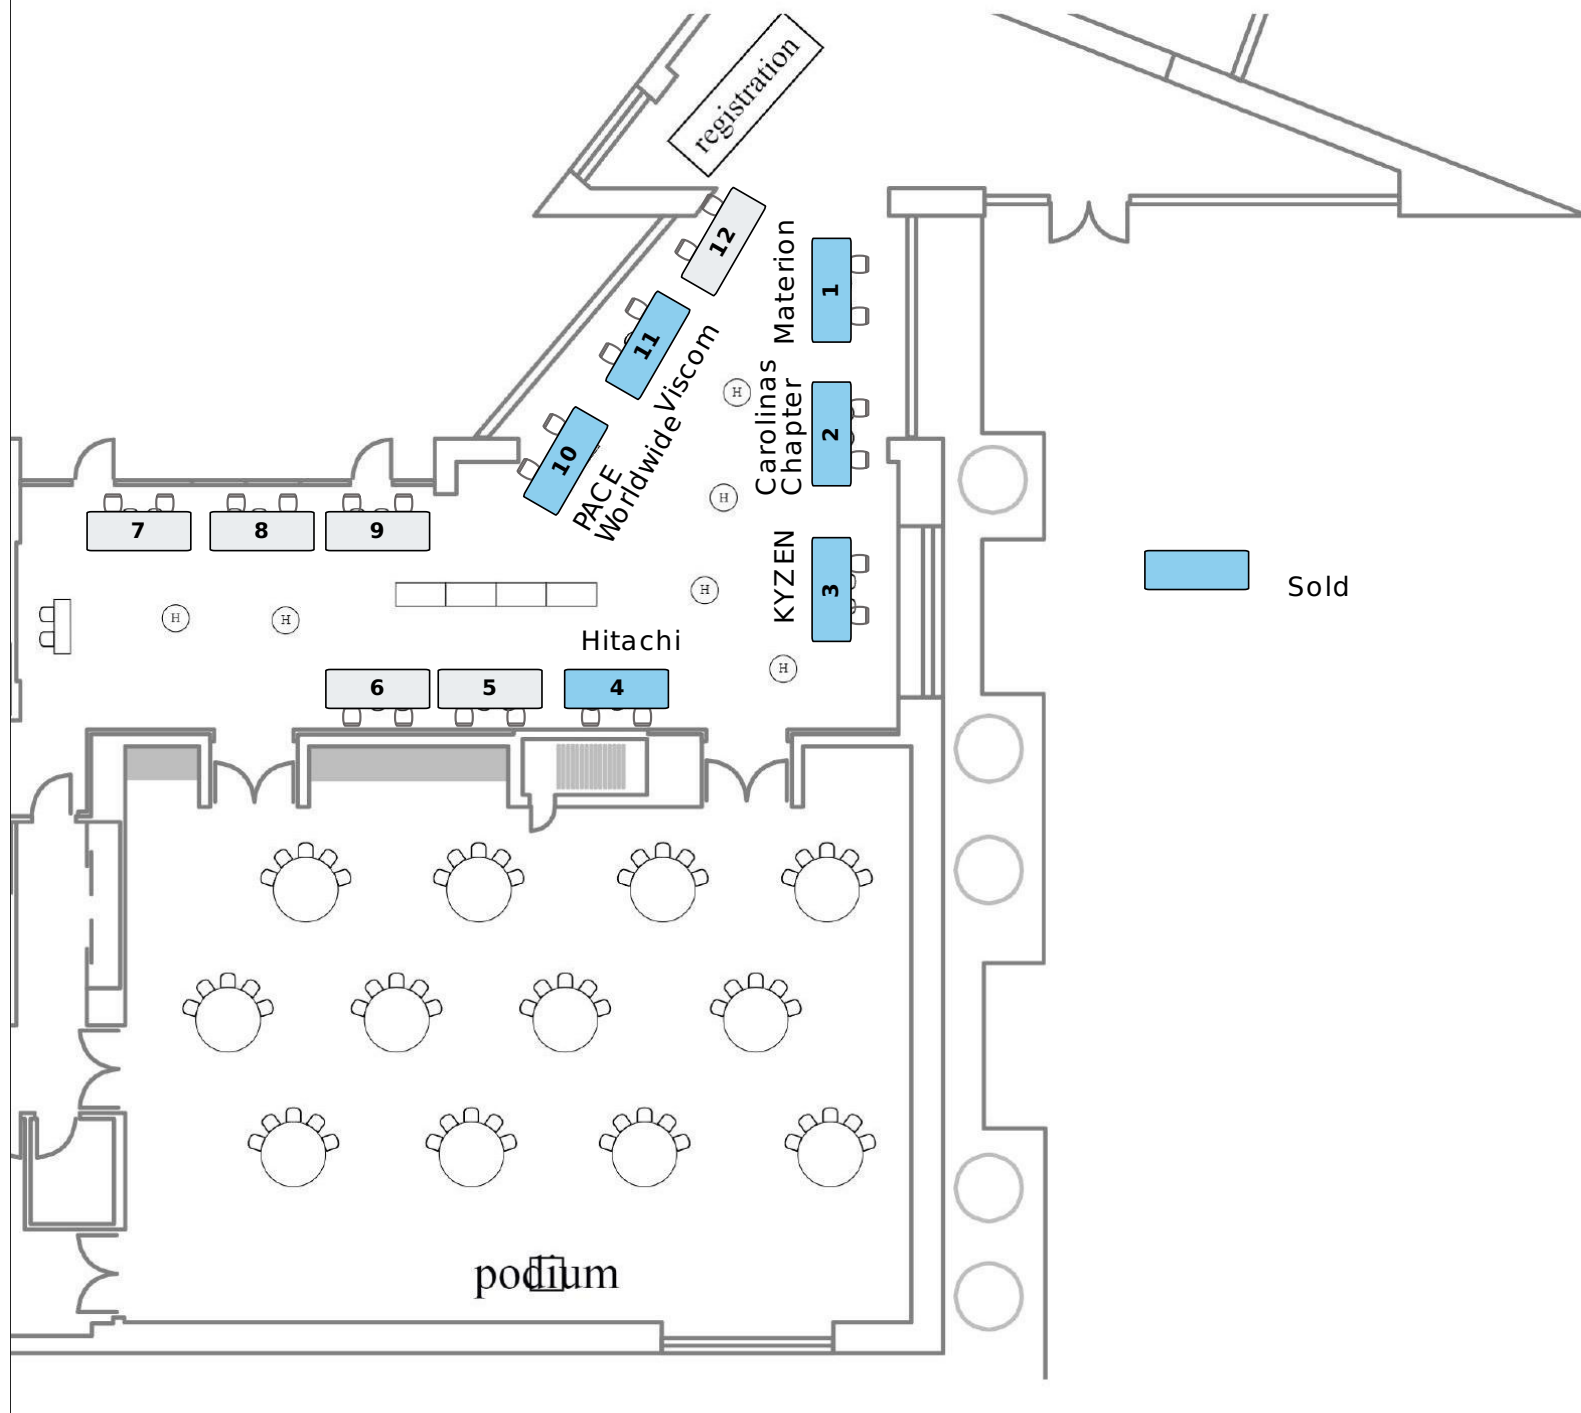 registration
12
Materion
1
11
Viscom
Carolinas
Chapter
2
H
10
PACE
Worldwide
H
7
8
9
KYZEN
3
H
Sold
H
H
Hitachi
H
6
5
4
podium